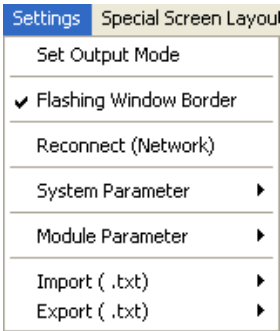 Settings Special Screen Layout
Set Output Mode
Flashing Window Border
Reconnect (Network)
System Parameter
Module Parameter
Import ( .txt)
Export ( .txt)